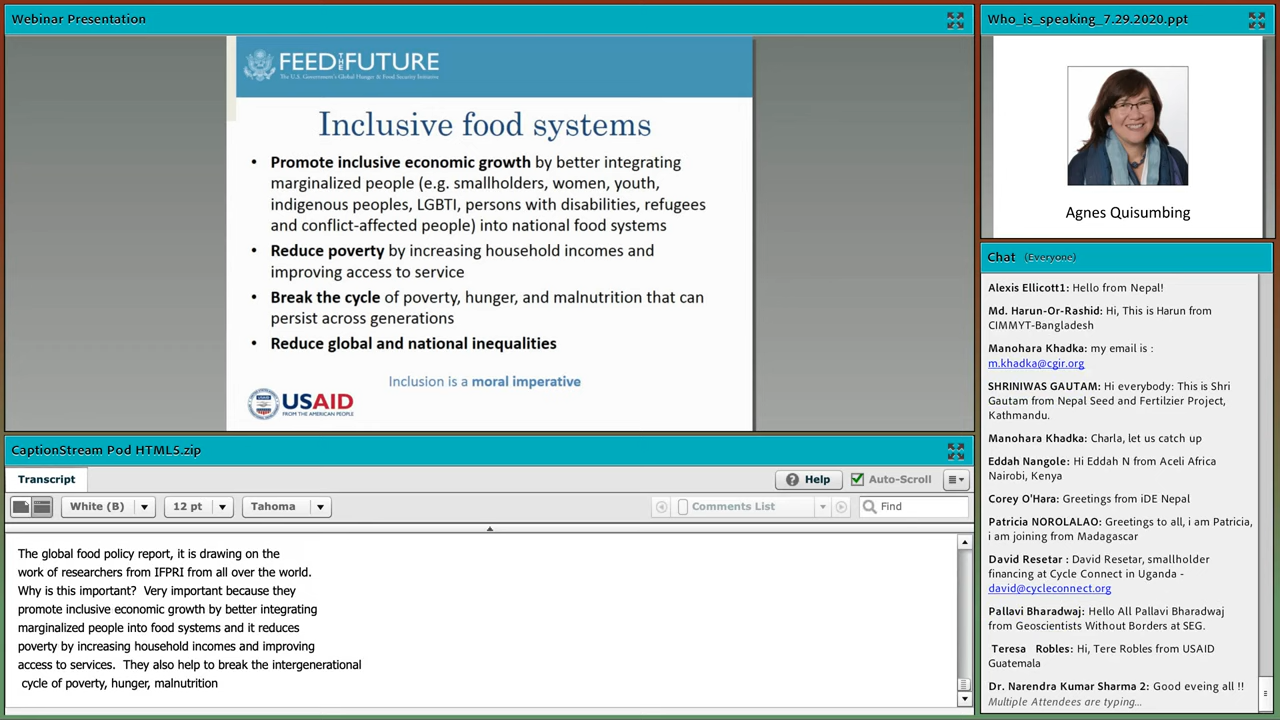 Webinar Presentation
FEED THE FUTURE
The U.S. Government's Global Hunger & Food Security Initiative
Inclusive food systems
• Promote inclusive economic growth by better integrating
marginalized people (e.g. smallholders, women, youth,
indigenous peoples, LGBTI, persons with disabilities, refugees
and conflict-affected people) into national food systems
• Reduce poverty by increasing household incomes and
improving access to service
• Break the cycle of poverty, hunger, and malnutrition that can
persist across generations
• Reduce global and national inequalities
Inclusion is a moral imperative
USAID
FROM THE AMERICAN PEOPLE
CaptionStream Pod HTML5.zip
Transcript
Help
Auto-Scroll
White (B)
12 pt
Tahoma
Comments List
Find
The global food policy report, it is drawing on the
work of researchers from IFPRI from all over the world.
Why is this important?  Very important because they
promote inclusive economic growth by better integrating
marginalized people into food systems and it reduces
poverty by increasing household incomes and improving
access to services.  They also help to break the intergenerational
cycle of poverty, hunger, malnutrition
Who_is_speaking_7.29.2020.ppt
Agnes Quisumbing
Chat (Everyone)
Alexis Ellicott1: Hello from Nepal!
Md. Harun-Or-Rashid: Hi, This is Harun from
CIMMYT-Bangladesh
Manohara Khadka: my email is :
m.khadka@cgir.org
SHRINIWAS GAUTAM: Hi everybody: This is Shri
Gautam from Nepal Seed and Fertilzier Project,
Kathmandu.
Manohara Khadka: Charla, let us catch up
Eddah Nangole: Hi Eddah N from Aceli Africa
Nairobi, Kenya
Corey O'Hara: Greetings from iDE Nepal
Patricia NOROLALAO: Greetings to all, i am Patricia,
i am joining from Madagascar
David Resetar : David Resetar, smallholder
financing at Cycle Connect in Uganda -
david@cycleconnect.org
Pallavi Bharadwaj: Hello All Pallavi Bharadwaj
from Geoscientists Without Borders at SEG.
Teresa Robles: Hi, Tere Robles from USAID
Guatemala
Dr. Narendra Kumar Sharma 2: Good eveing all !!
Multiple Attendees are typing...